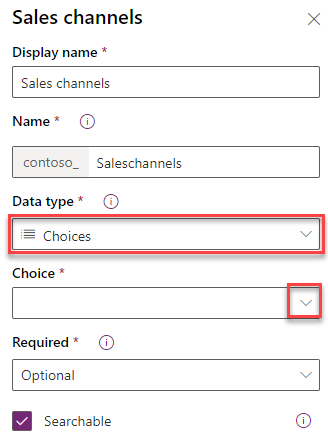 Sales channels
Display name *
Sales channels
Name *
contoso_ Saleschannels
Data type *
Choices
Choice *
Required *
Optional
Searchable